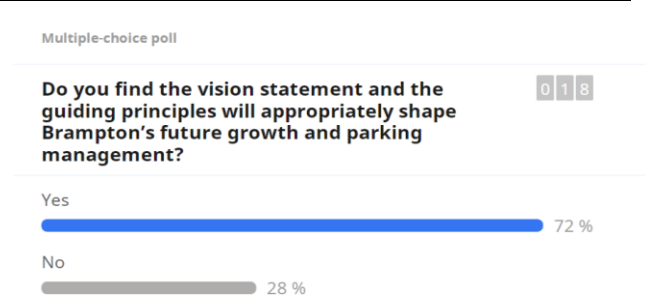 Multiple-choice poll
Do you find the vision statement and the
0 1 8
guiding principles will appropriately shape
Brampton’s future growth and parking
management?
Yes
72 %
No
28 %